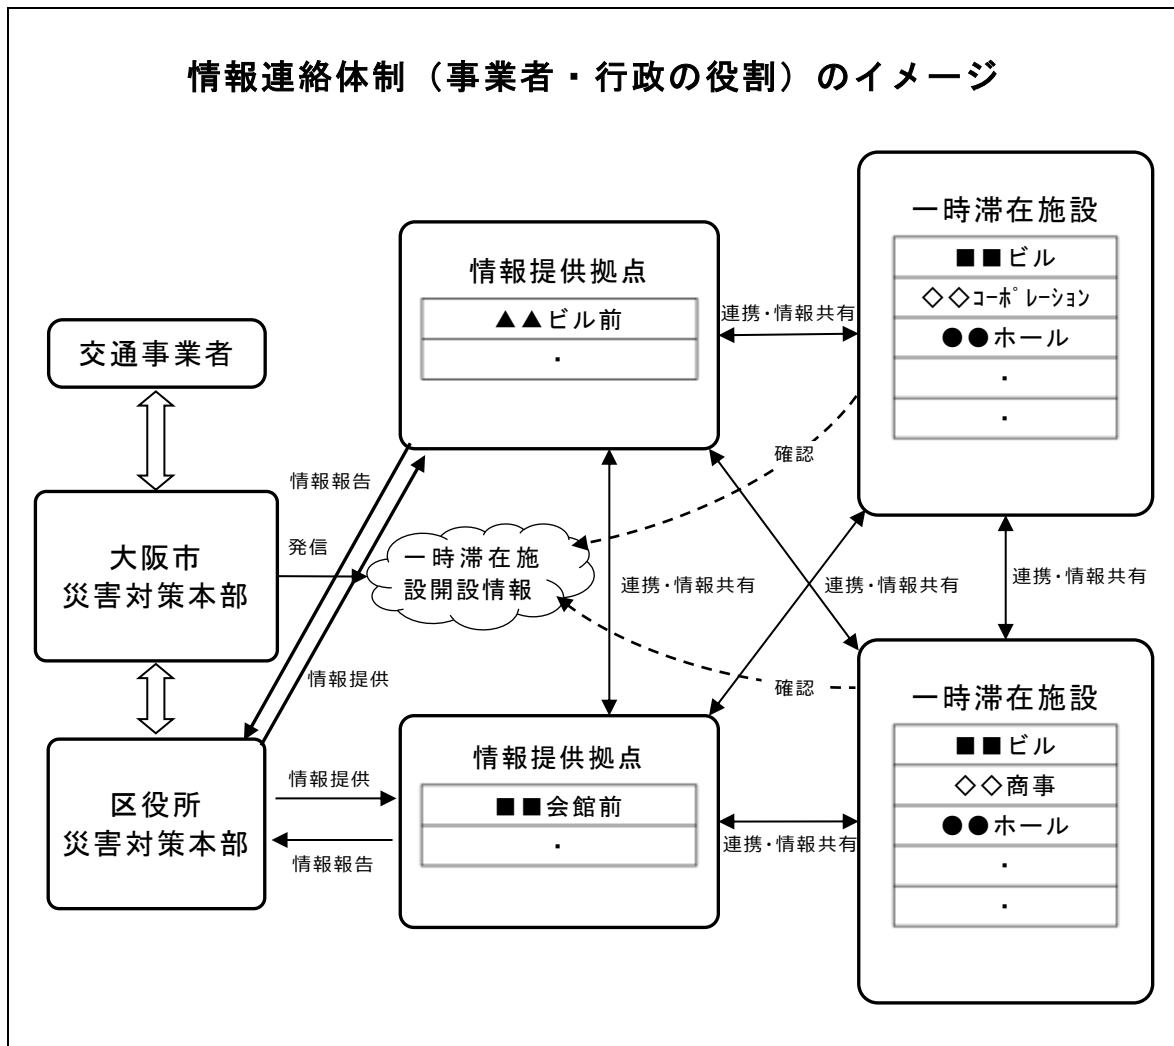 情報連絡体制（事業者・行政の役割）のイメージ
交通事業者
大阪市
災害対策本部
区役所
災害対策本部
情報報告
発信
情報提供
情報提供
情報報告
情報提供拠点
▲▲ビル前
・
一時滞在施
設開設情報
情報提供拠点
■■会館前
・
連携・情報共有
確認
連携・情報共有
連携・情報共有
連携・情報共有
確認
連携・情報共有
一時滞在施設
■■ビル
◇◇ｺｰﾎﾟﾚｰｼｮﾝ
●●ホール
・
・
一時滞在施設
■■ビル
◇◇商事
●●ホール
・
・